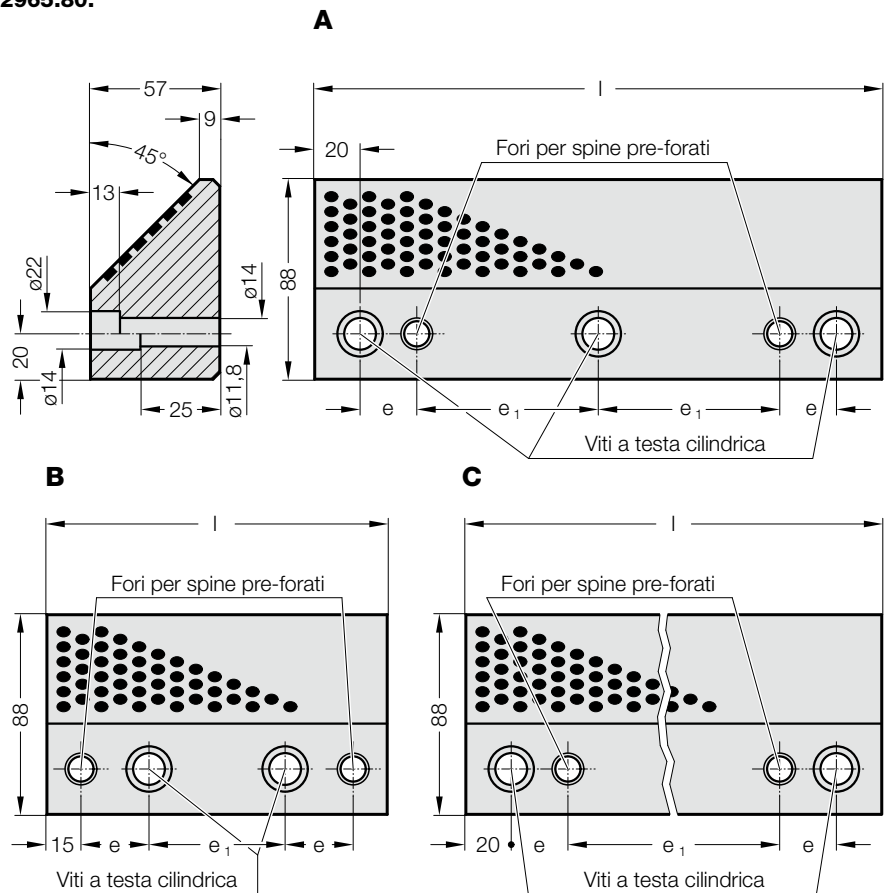 2965.80.
A
57
l
9
20
Fori per spine pre-forati
45°
13
88
ø22
ø14
20
ø14
25
ø11,8
e
e₁
e₁
e
Viti a testa cilindrica
B
C
l
l
Fori per spine pre-forati
Fori per spine pre-forati
88
88
15
e
e₁
e
20
e
e₁
e
Viti a testa cilindrica
Viti a testa cilindrica